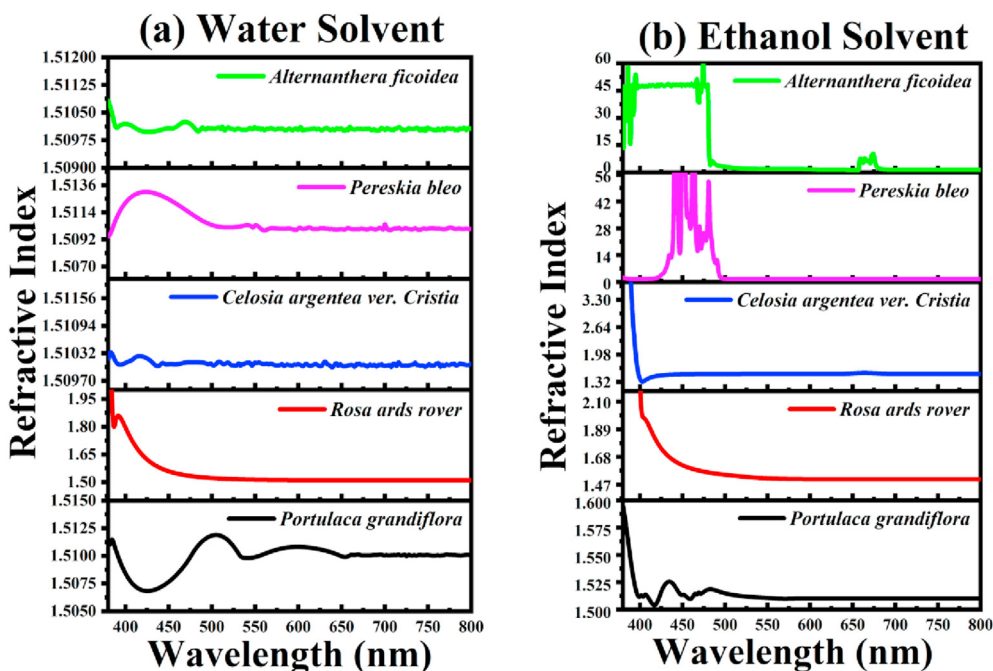 (a) Water Solvent
1.51200
1.51125
1.51050
1.50975
1.50900
Alternanthera ficoidea
1.5136
1.5114
1.5092
1.5070
Pereskia bleo
1.51156
1.51094
1.51032
1.50970
Celosia argentea ver. Cristia
1.95
1.80
1.65
1.50
Rosa ards rover
1.5150
1.5125
1.5100
1.5075
1.5050
Portulaca grandiflora
Refractive Index
400 450 500 550 600 650 700 750 800
Wavelength (nm)
(b) Ethanol Solvent
60
45
30
15
0
Alternanthera ficoidea
56
42
28
14
0
Pereskia bleo
3.30
2.64
1.98
1.32
Celosia argentea ver. Cristia
2.10
1.89
1.68
1.47
Rosa ards rover
1.600
1.575
1.550
1.525
1.500
Portulaca grandiflora
Refractive Index
400 450 500 550 600 650 700 750 800
Wavelength (nm)